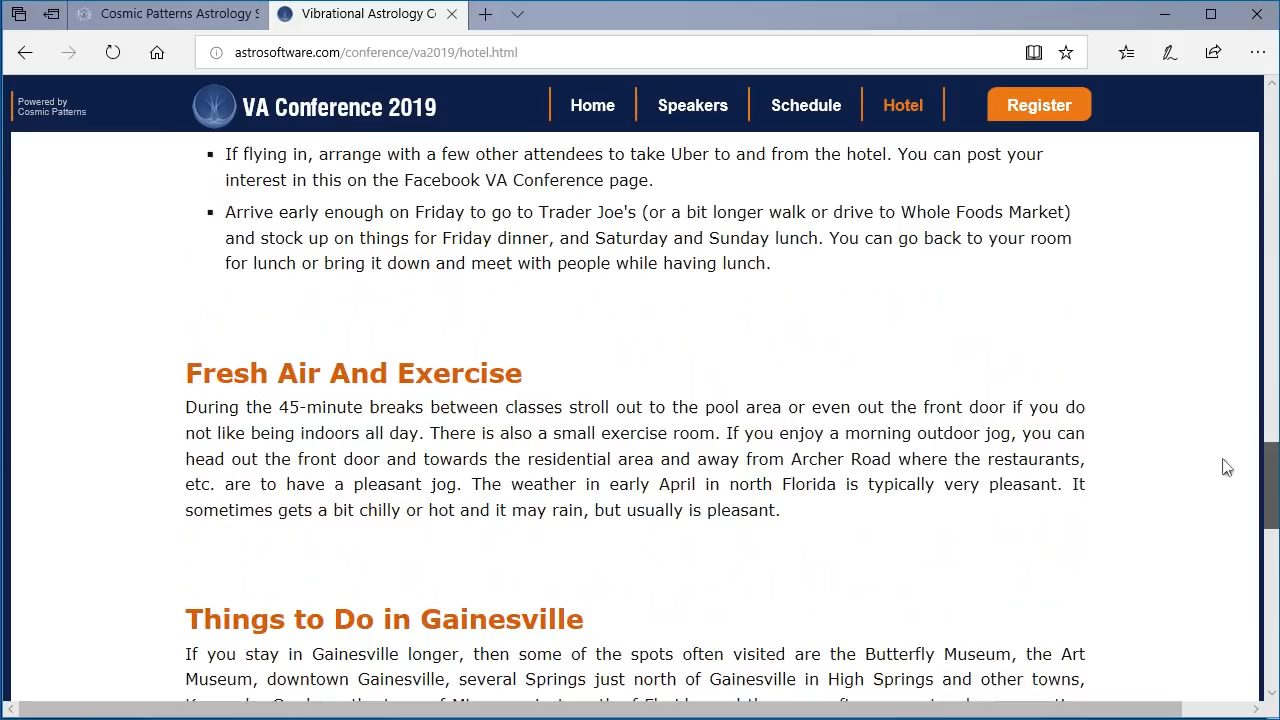 Cosmic Patterns Astrology S
Vibrational Astrology Co
astrosoftware.com/conference/va2019/hotel.html
Powered by
Cosmic Patterns
VA Conference 2019
Home
Speakers
Schedule
Hotel
Register
▪ If flying in, arrange with a few other attendees to take Uber to and from the hotel. You can post your
interest in this on the Facebook VA Conference page.
▪ Arrive early enough on Friday to go to Trader Joe's (or a bit longer walk or drive to Whole Foods Market)
and stock up on things for Friday dinner, and Saturday and Sunday lunch. You can go back to your room
for lunch or bring it down and meet with people while having lunch.
Fresh Air And Exercise
During the 45-minute breaks between classes stroll out to the pool area or even out the front door if you do
not like being indoors all day. There is also a small exercise room. If you enjoy a morning outdoor jog, you can
head out the front door and towards the residential area and away from Archer Road where the restaurants,
etc. are to have a pleasant jog. The weather in early April in north Florida is typically very pleasant. It
sometimes gets a bit chilly or hot and it may rain, but usually is pleasant.
Things to Do in Gainesville
If you stay in Gainesville longer, then some of the spots often visited are the Butterfly Museum, the Art
Museum, downtown Gainesville, several Springs just north of Gainesville in High Springs and other towns,